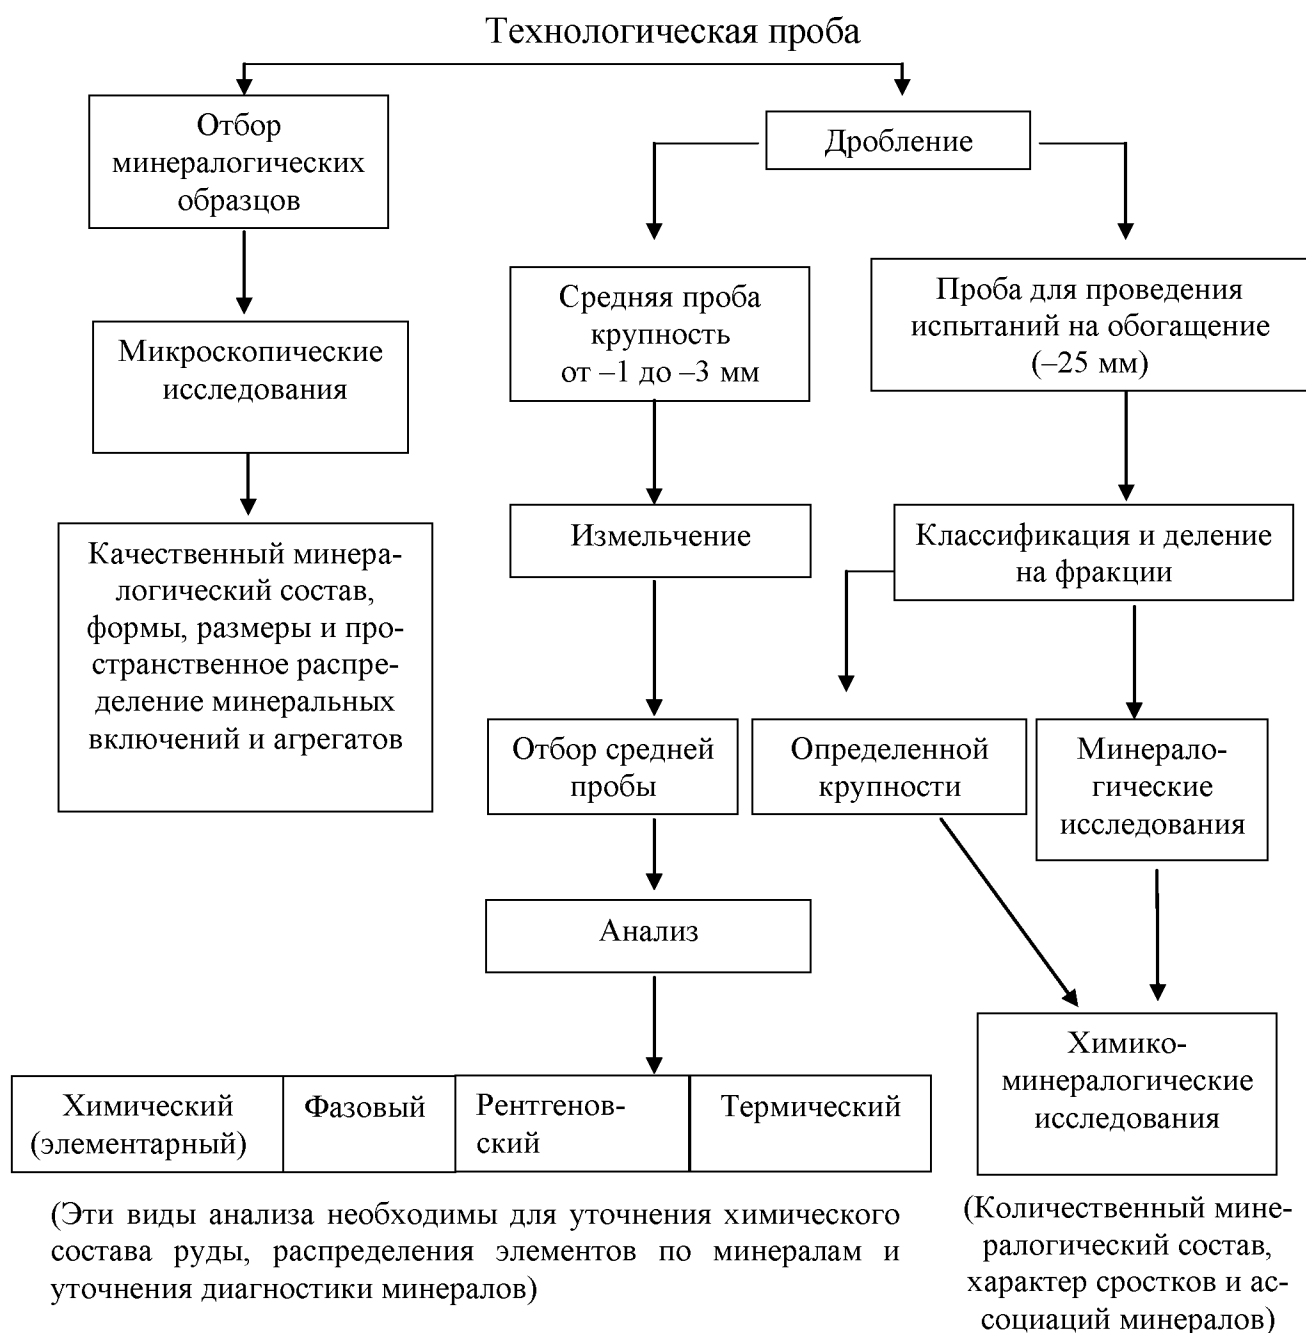 Технологическая проба
Отбор
минералогических
образцов
Дробление
Средняя проба
крупность
от –1 до –3 мм
Проба для проведения
испытаний на обогащение
(–25 мм)
Микроскопические
исследования
Измельчение
Классификация и деление
на фракции
Качественный минера-
логический состав,
формы, размеры и про-
странственное распре-
деление минеральных
включений и агрегатов
Отбор средней
пробы
Определенной
крупности
Минерало-
гические
исследования
Анализ
Химико-
минералогические
исследования
Химический
(элементарный)
Фазовый
Рентгенов-
ский
Термический
(Эти виды анализа необходимы для уточнения химического
состава руды, распределения элементов по минералам и
уточнения диагностики минералов)
(Количественный мине-
ралогический состав,
характер сростков и ас-
социаций минералов)